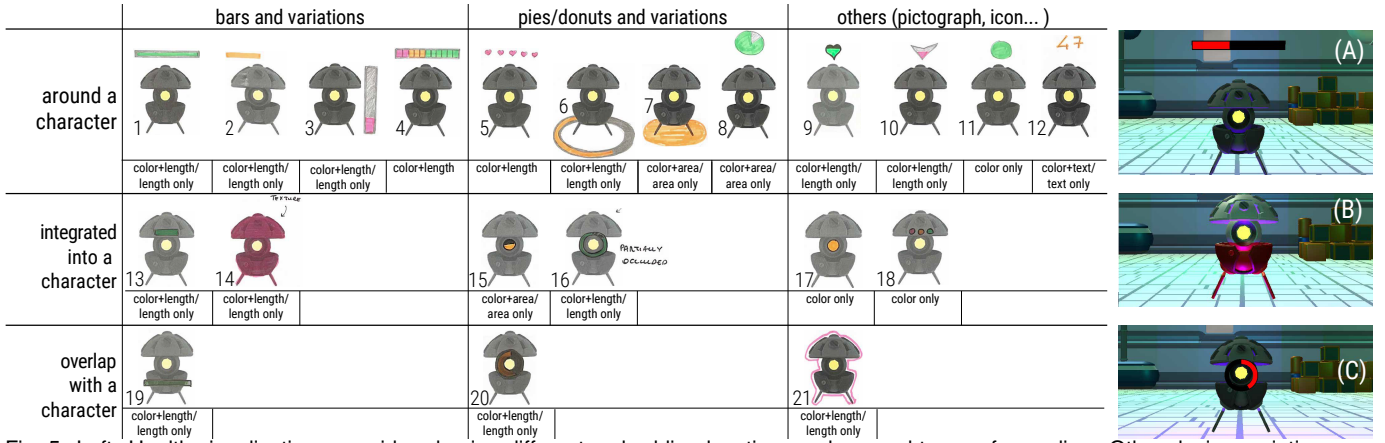 bars and variations
pies/donuts and variations
others (pictograph, icon... )
around a
character
1
2
3
4
5
6
7
8
9
10
11
12
47
color+length/
length only
color+length/
length only
color+length/
length only
color+length
color+length
color+length/
length only
color+area/
area only
color+area/
area only
color+length/
length only
color+length/
length only
color only
color+text/
text only
(A)
integrated
into a
character
TEXTURE
13
14
15
16
PARTIALLY
OCCLUDED
17
18
color+length/
length only
color+length/
length only
color+area/
area only
color+length/
length only
color only
color only
(B)
overlap
with a
character
19
20
21
color+length/
length only
color+length/
length only
color+length/
length only
(C)